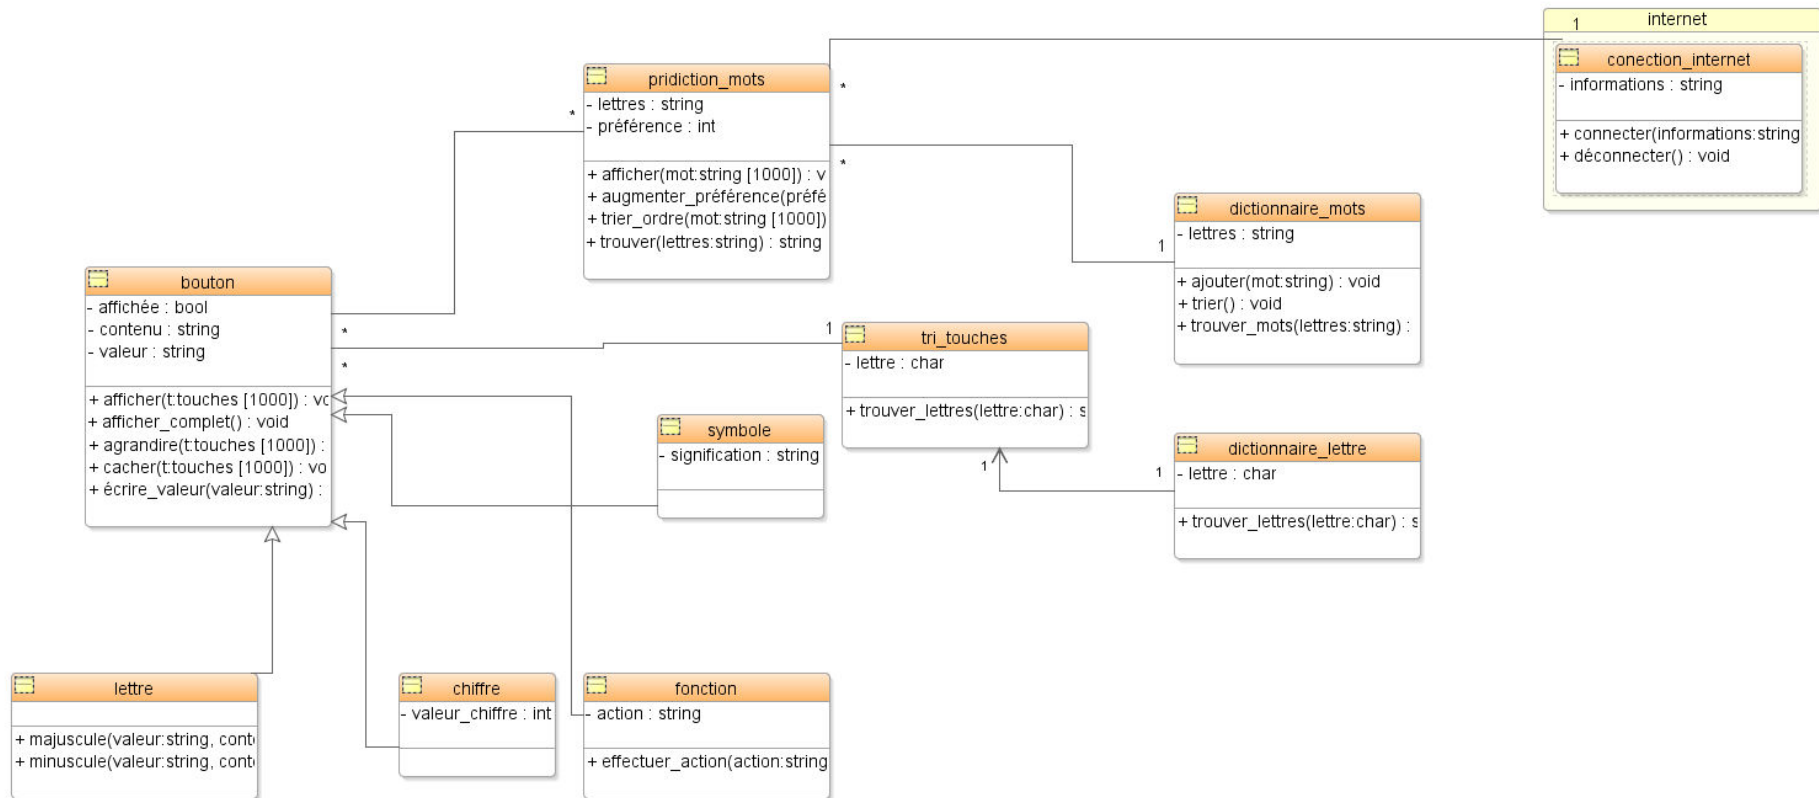 internet
1
conection_internet
- informations : string
+ connecter(informations:string
+ déconnecter() : void
pridiction_mots
- lettres : string
- préférence : int
+ afficher(mot:string [1000]) : v
+ augmenter_préférence(préfé
+ trier_ordre(mot:string [1000])
+ trouver(lettres:string) : string
*
*
*
dictionnaire_mots
- lettres : string
+ ajouter(mot:string) : void
+ trier() : void
+ trouver_mots(lettres:string) :
1
bouton
- affichée : bool
- contenu : string
- valeur : string
+ afficher(t:touches [1000]) : vo
+ afficher_complet() : void
+ agrandire(t:touches [1000]) :
+ cacher(t:touches [1000]) : vo
+ écrire_valeur(valeur:string) :
*
*
1
tri_touches
- lettre : char
+ trouver_lettres(lettre:char) : s
1
symbole
- signification : string
dictionnaire_lettre
- lettre : char
+ trouver_lettres(lettre:char) : s
1
lettre
+ majuscule(valeur:string, conte
+ minuscule(valeur:string, conte
chiffre
- valeur_chiffre : int
fonction
- action : string
+ effectuer_action(action:string